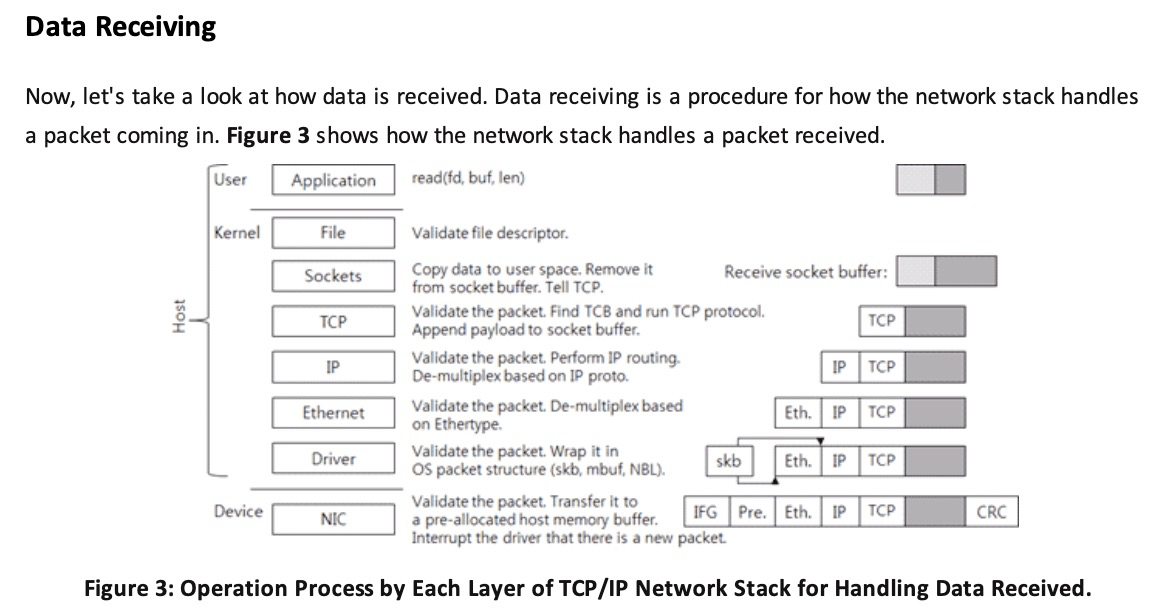 Data Receiving
Now, let's take a look at how data is received. Data receiving is a procedure for how the network stack handles
a packet coming in. Figure 3 shows how the network stack handles a packet received.
User
Application
read(fd, buf, len)
Kernel
File
Validate file descriptor.
Sockets
Copy data to user space. Remove it
from socket buffer. Tell TCP.
Receive socket buffer:
Host
TCP
Validate the packet. Find TCB and run TCP protocol.
Append payload to socket buffer.
TCP
IP
Validate the packet. Perform IP routing.
De-multiplex based on IP proto.
IP TCP
Ethernet
Validate the packet. De-multiplex based
on Ethertype.
Eth. IP TCP
Driver
Validate the packet. Wrap it in
OS packet structure (skb, mbuf, NBL).
skb Eth. IP TCP
Device
NIC
Validate the packet. Transfer it to
a pre-allocated host memory buffer.
Interrupt the driver that there is a new packet.
IFG Pre. Eth. IP TCP CRC
Figure 3: Operation Process by Each Layer of TCP/IP Network Stack for Handling Data Received.